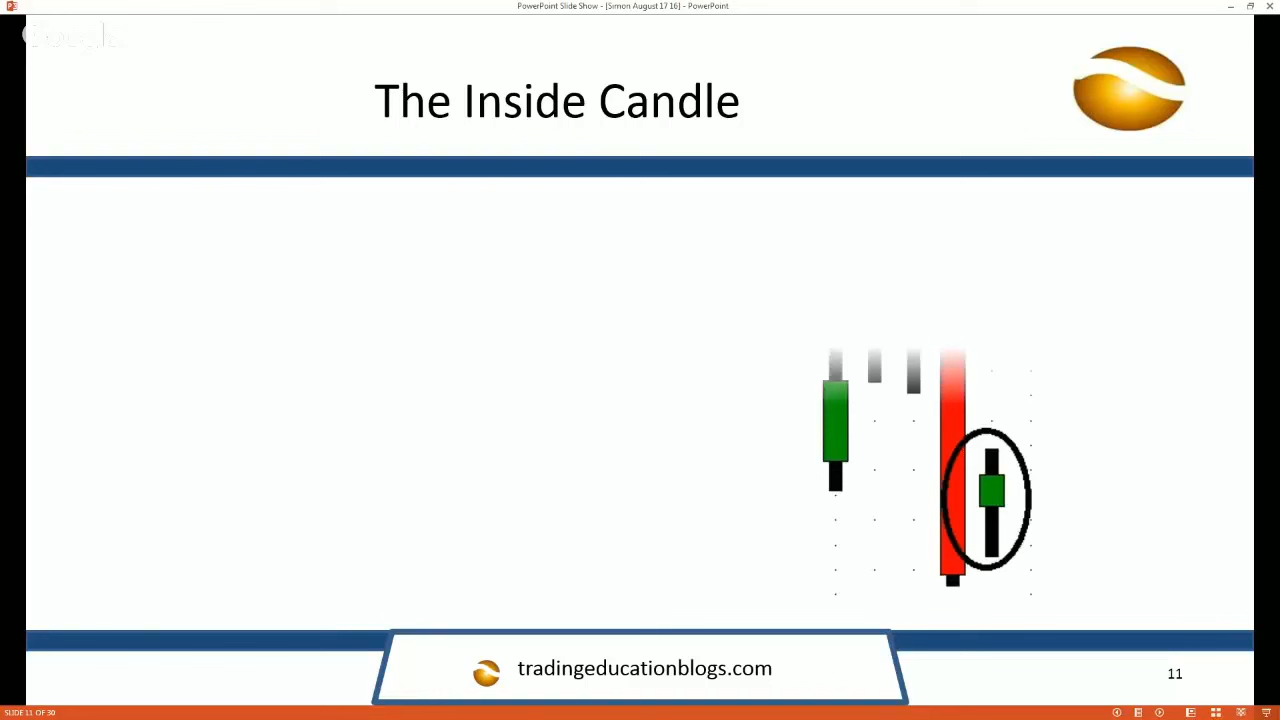 PowerPoint Slide Show - [Simon August 17 16] - PowerPoint
The Inside Candle
tradingeducationblogs.com
11
SLIDE 11 OF 30